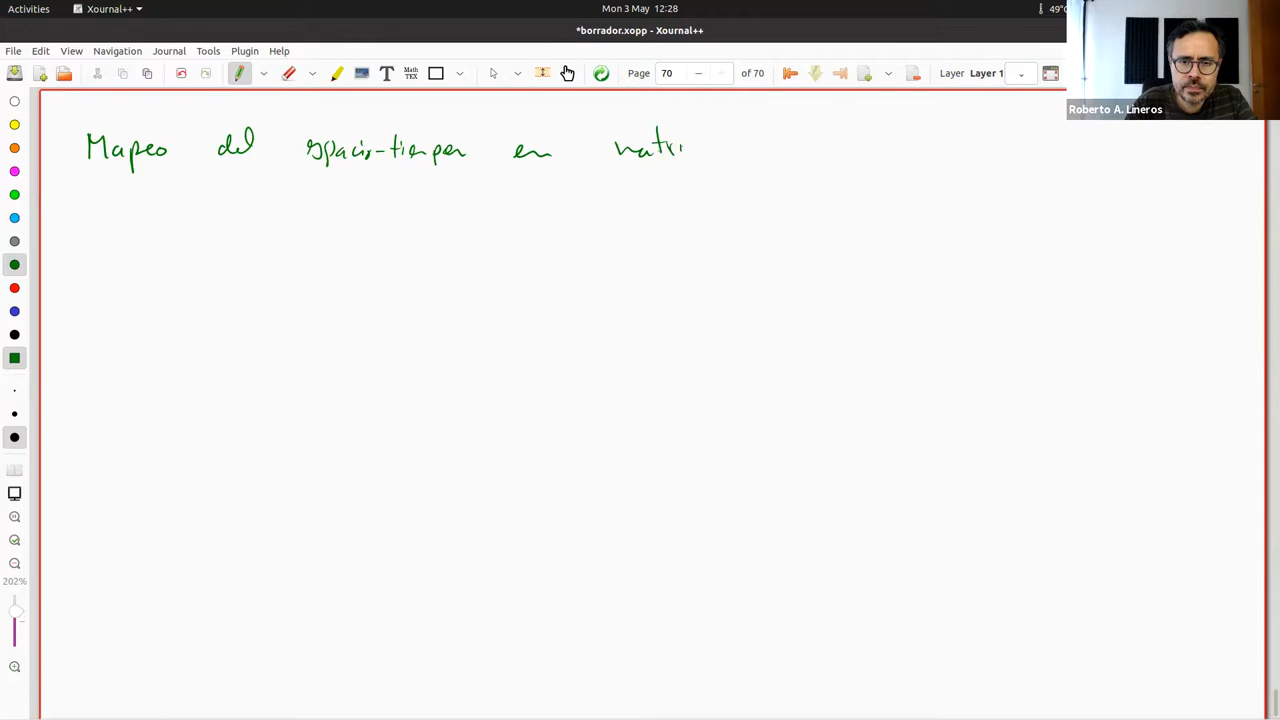 Activities
Xournal++
Mon 3 May 12:28
49°C
*borrador.xopp - Xournal++
File Edit View Navigation Journal Tools Plugin Help
Page 70 of 70 Layer Layer 1
Roberto A. Lineros
Mapeo del espacio-tiempo en matri
202%